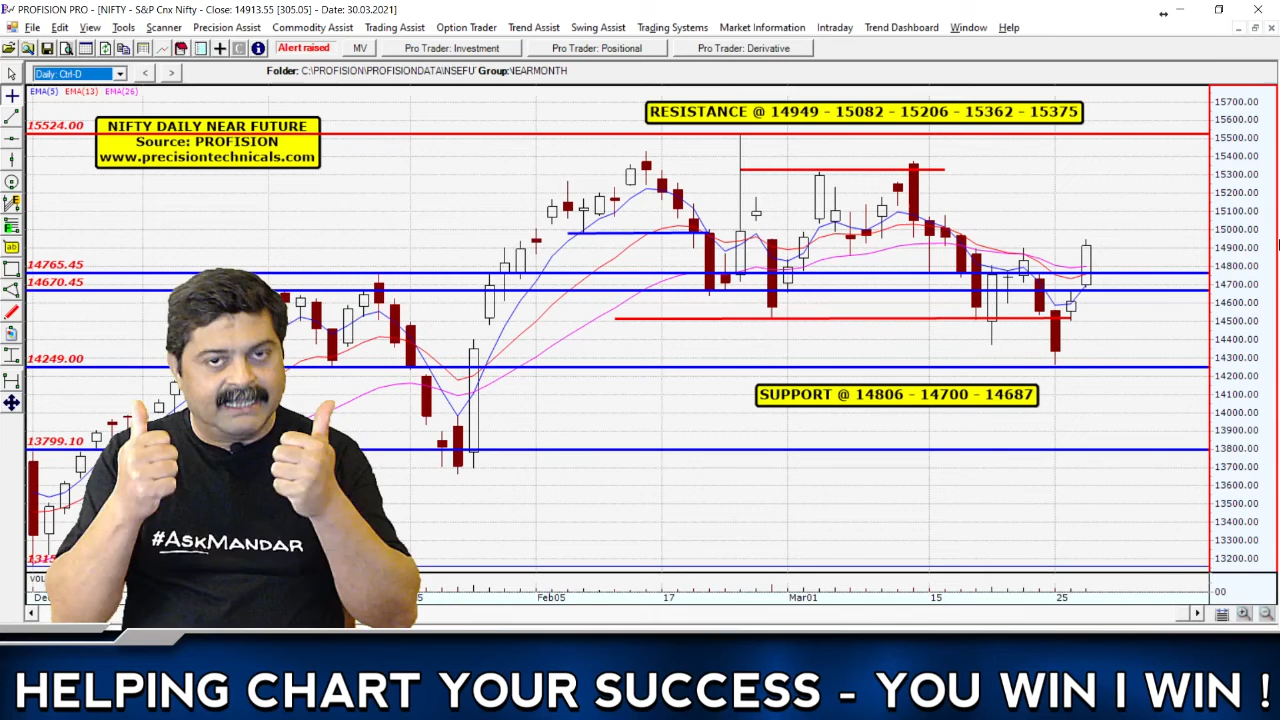 PROFISION PRO - [NIFTY - S&P Cnx Nifty - Close: 14913.55 [305.05] - Date: 30.03.2021]
File Edit View Tools Scanner Precision Assist Commodity Assist Trading Assist Option Trader Trend Assist Swing Assist Trading Systems Market Information Intraday Trend Dashboard Window Help
Alert raised MV Pro Trader: Investment Pro Trader: Positional Pro Trader: Derivative
Daily: Ctrl-D < > Folder: C:\PROFISION\PROFISIONDATA\NSEFU Group: NEARMONTH
EMA(5) EMA(13) EMA(26)
RESISTANCE @ 14949 - 15082 - 15206 - 15362 - 15375
15524.00
NIFTY DAILY NEAR FUTURE
Source: PROFISION
www.precisiontechnicals.com
15700.00
15600.00
15500.00
15400.00
15300.00
15200.00
15100.00
15000.00
14900.00
14800.00
14700.00
14600.00
14500.00
14400.00
14300.00
14200.00
14100.00
14000.00
13900.00
13800.00
13700.00
13600.00
13500.00
13400.00
13300.00
13200.00
14765.45
14670.45
14249.00
SUPPORT @ 14806 - 14700 - 14687
13799.10
#ASKMANDAR
VOL
00
Feb05 17 Mar01 15 25
HELPING CHART YOUR SUCCESS - YOU WIN I WIN !